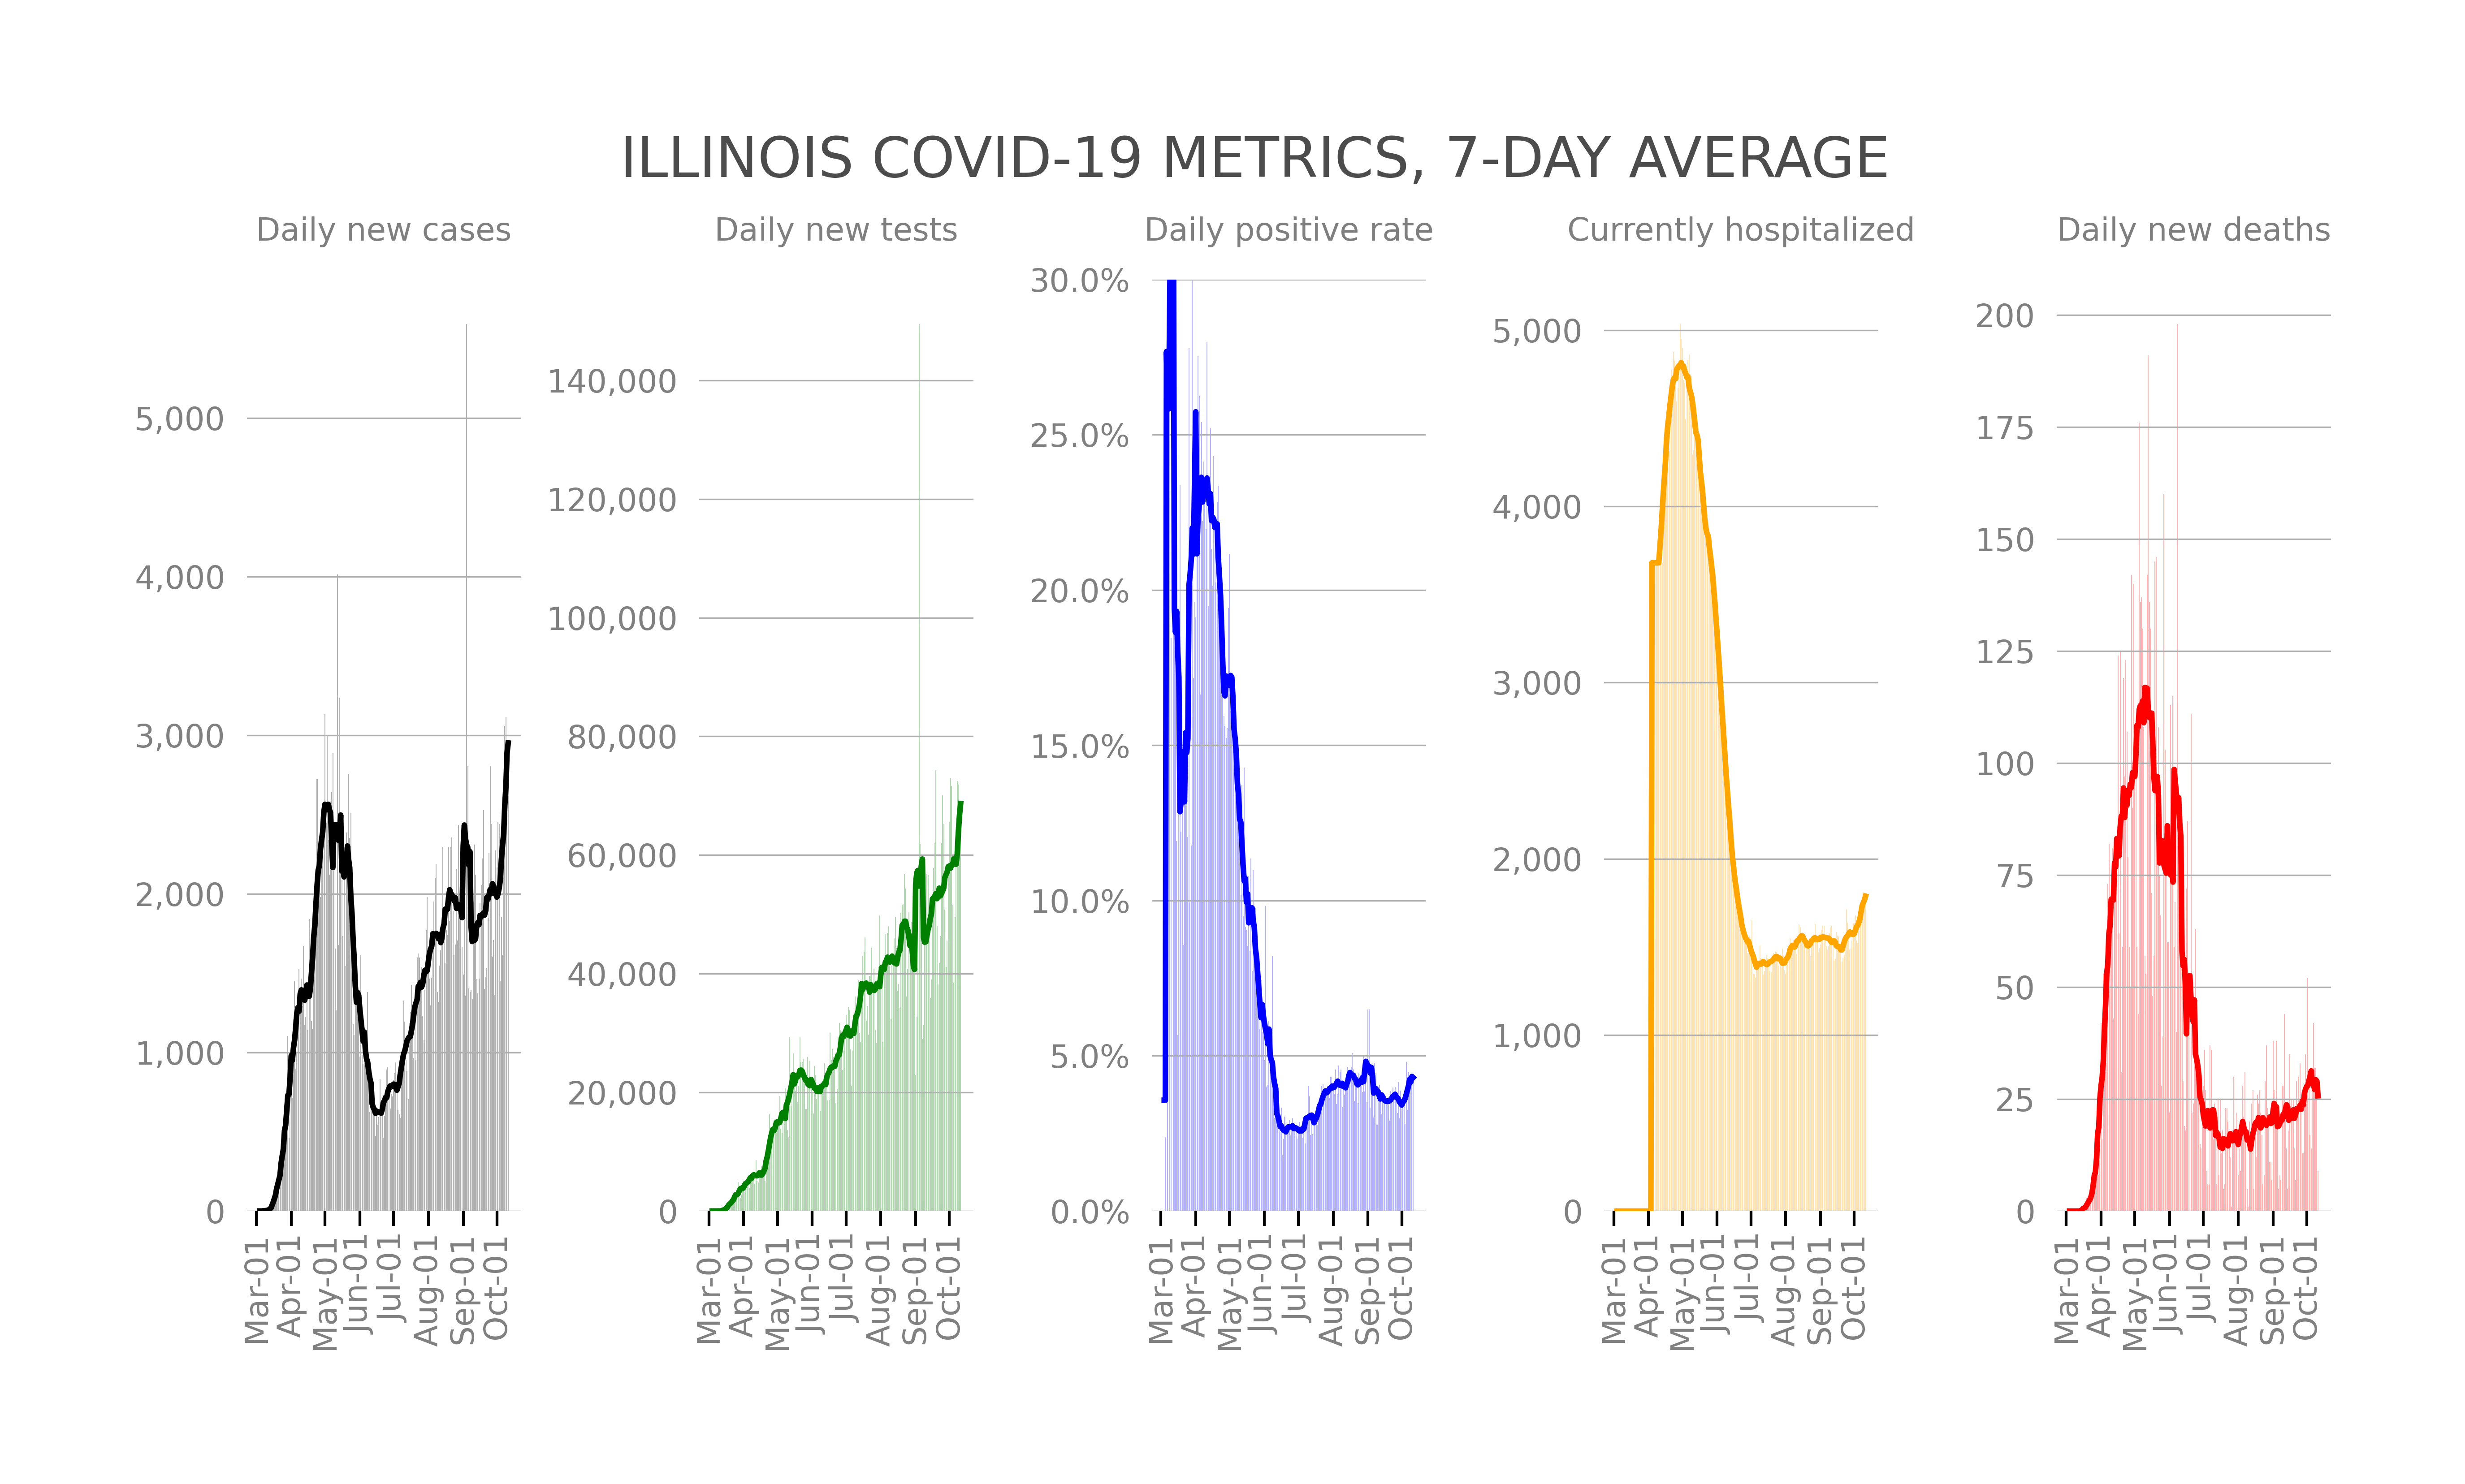 ILLINOIS COVID-19 METRICS, 7-DAY AVERAGE
Daily new cases
5,000
4,000
3,000
2,000
1,000
0
Mar-01
Apr-01
May-01
Jun-01
Jul-01
Aug-01
Sep-01
Oct-01
Daily new tests
140,000
120,000
100,000
80,000
60,000
40,000
20,000
0
Mar-01
Apr-01
May-01
Jun-01
Jul-01
Aug-01
Sep-01
Oct-01
Daily positive rate
30.0%
25.0%
20.0%
15.0%
10.0%
5.0%
0.0%
Mar-01
Apr-01
May-01
Jun-01
Jul-01
Aug-01
Sep-01
Oct-01
Currently hospitalized
5,000
4,000
3,000
2,000
1,000
0
Mar-01
Apr-01
May-01
Jun-01
Jul-01
Aug-01
Sep-01
Oct-01
Daily new deaths
200
175
150
125
100
75
50
25
0
Mar-01
Apr-01
May-01
Jun-01
Jul-01
Aug-01
Sep-01
Oct-01